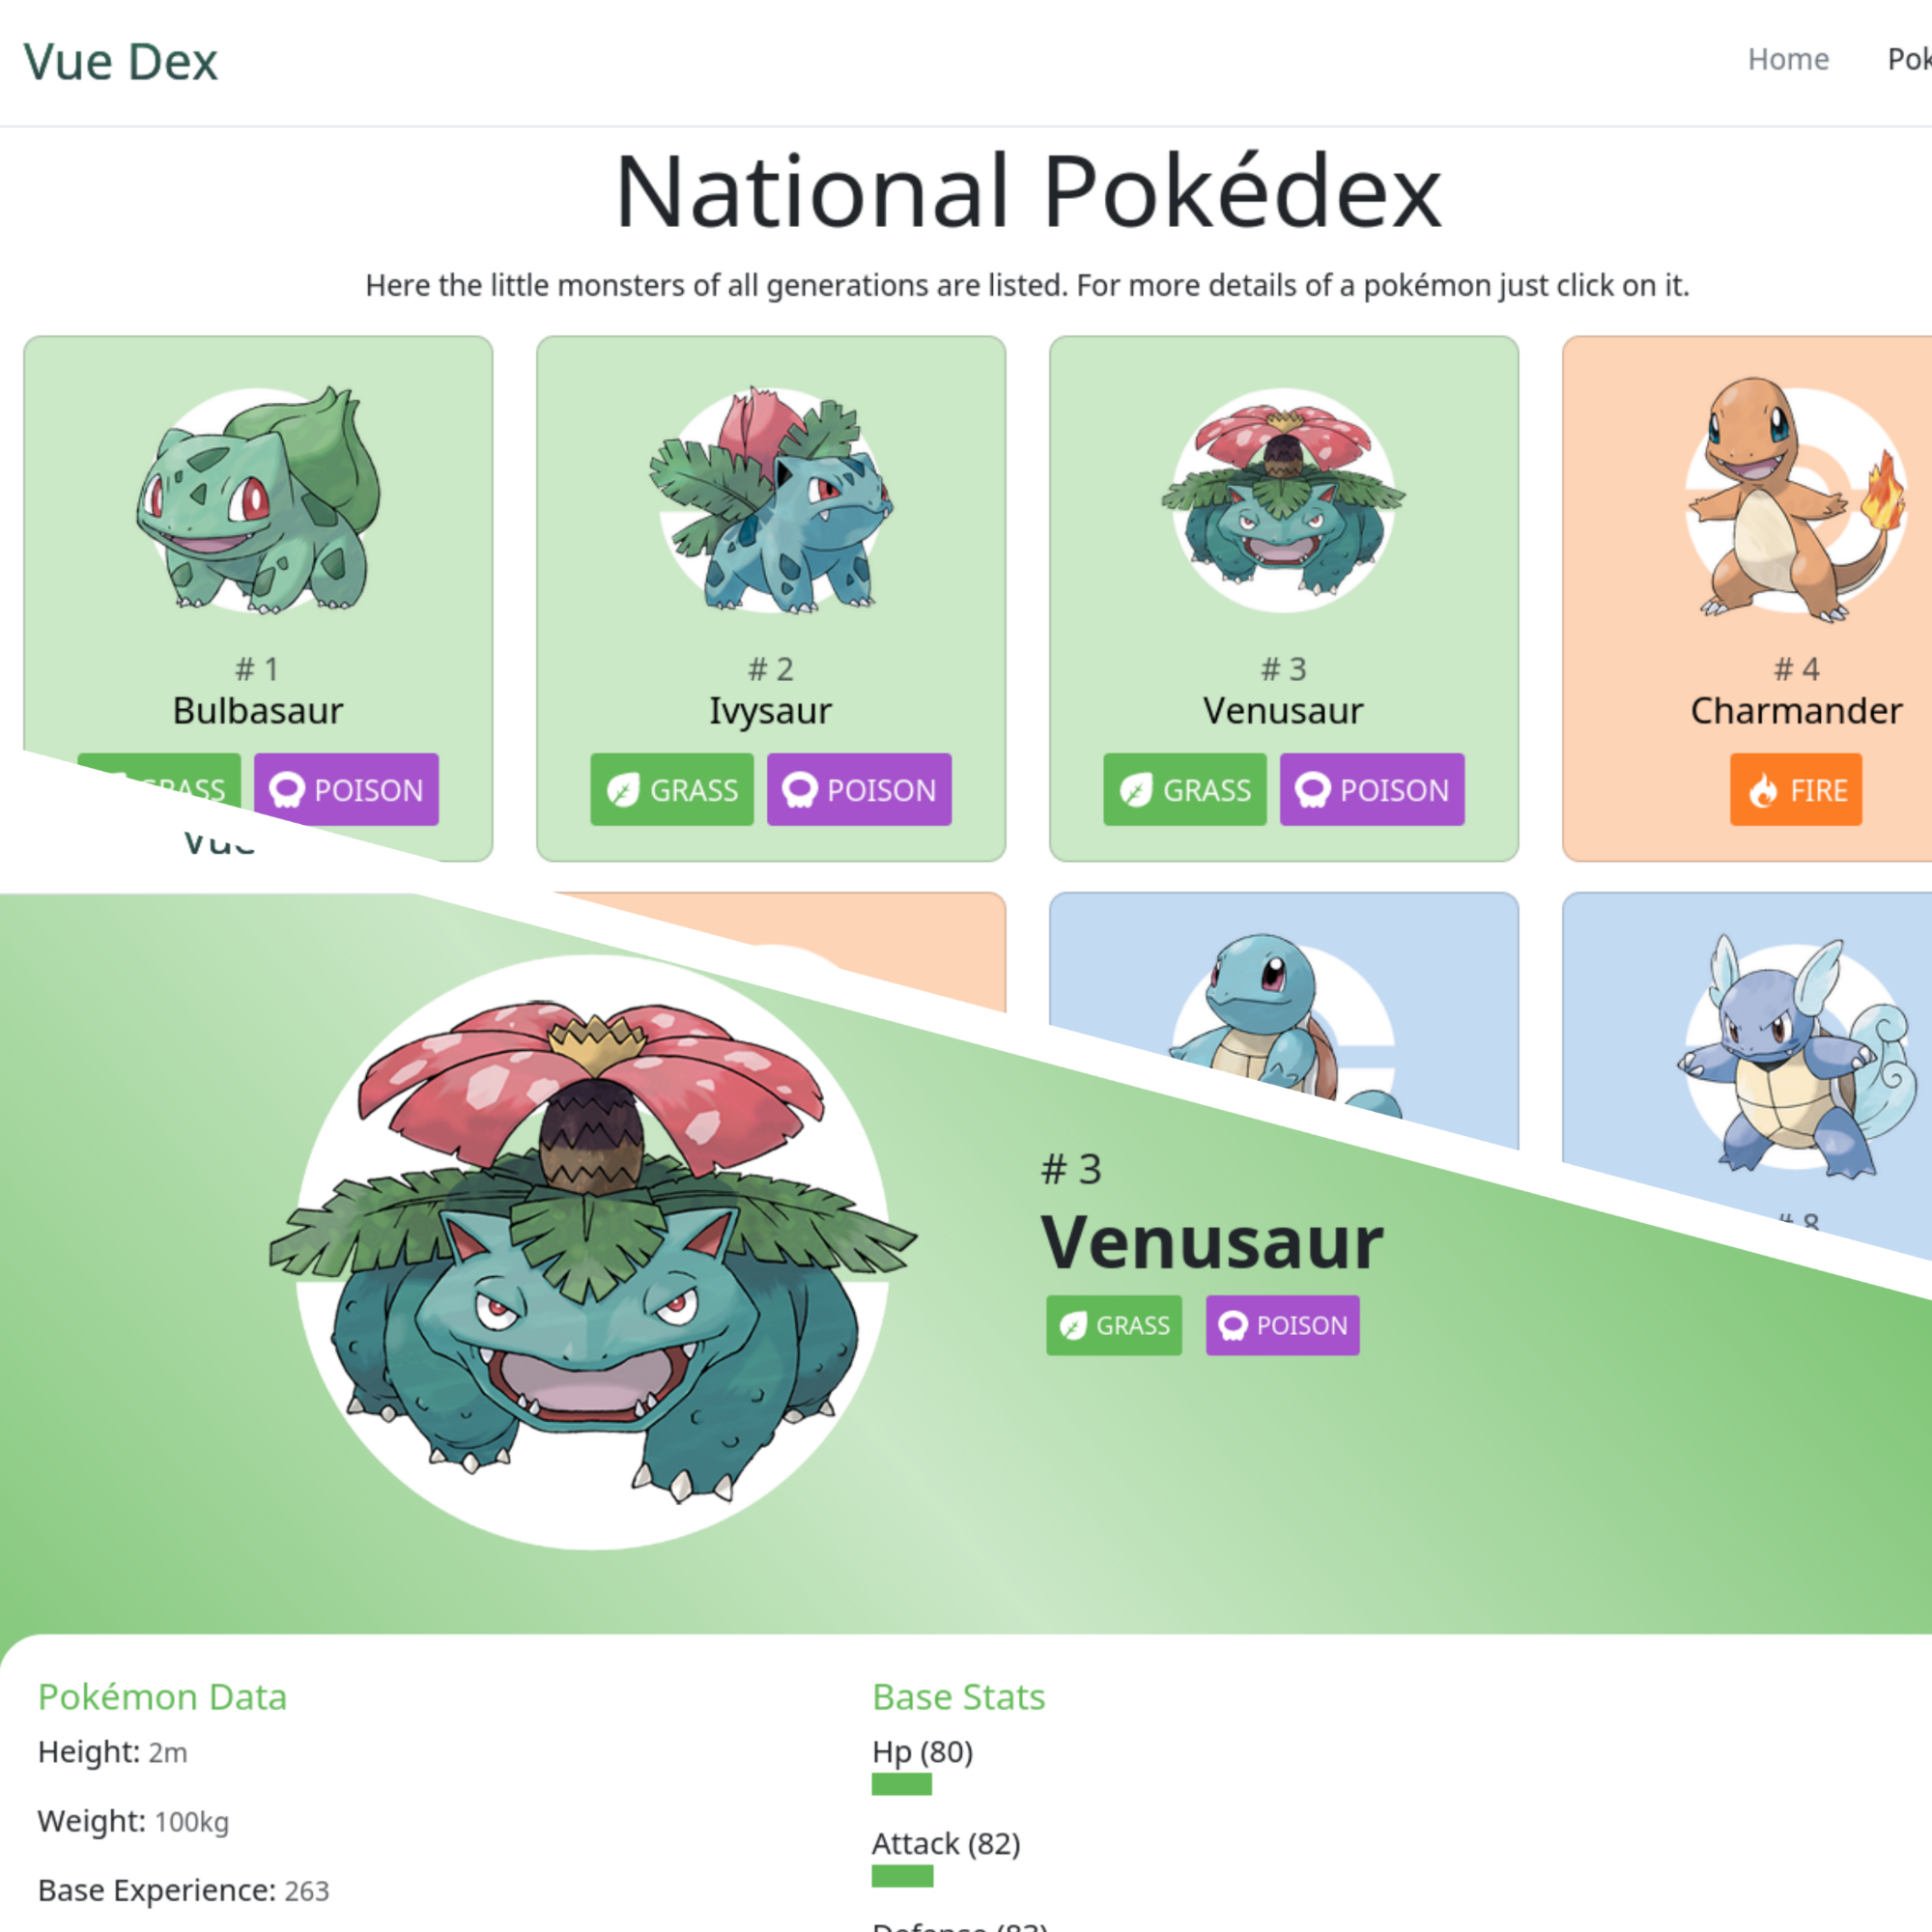 Vue Dex
Home
National Pokédex
Here the little monsters of all generations are listed. For more details of a pokémon just click on it.
# 1
Bulbasaur
GRASS POISON
# 2
Ivysaur
GRASS POISON
# 3
Venusaur
GRASS POISON
# 4
Charmander
FIRE
Vue
# 8
# 3
Venusaur
GRASS POISON
Pokémon Data
Height: 2m
Weight: 100kg
Base Experience: 263
Base Stats
Hp (80)
Attack (82)
Defense (83)